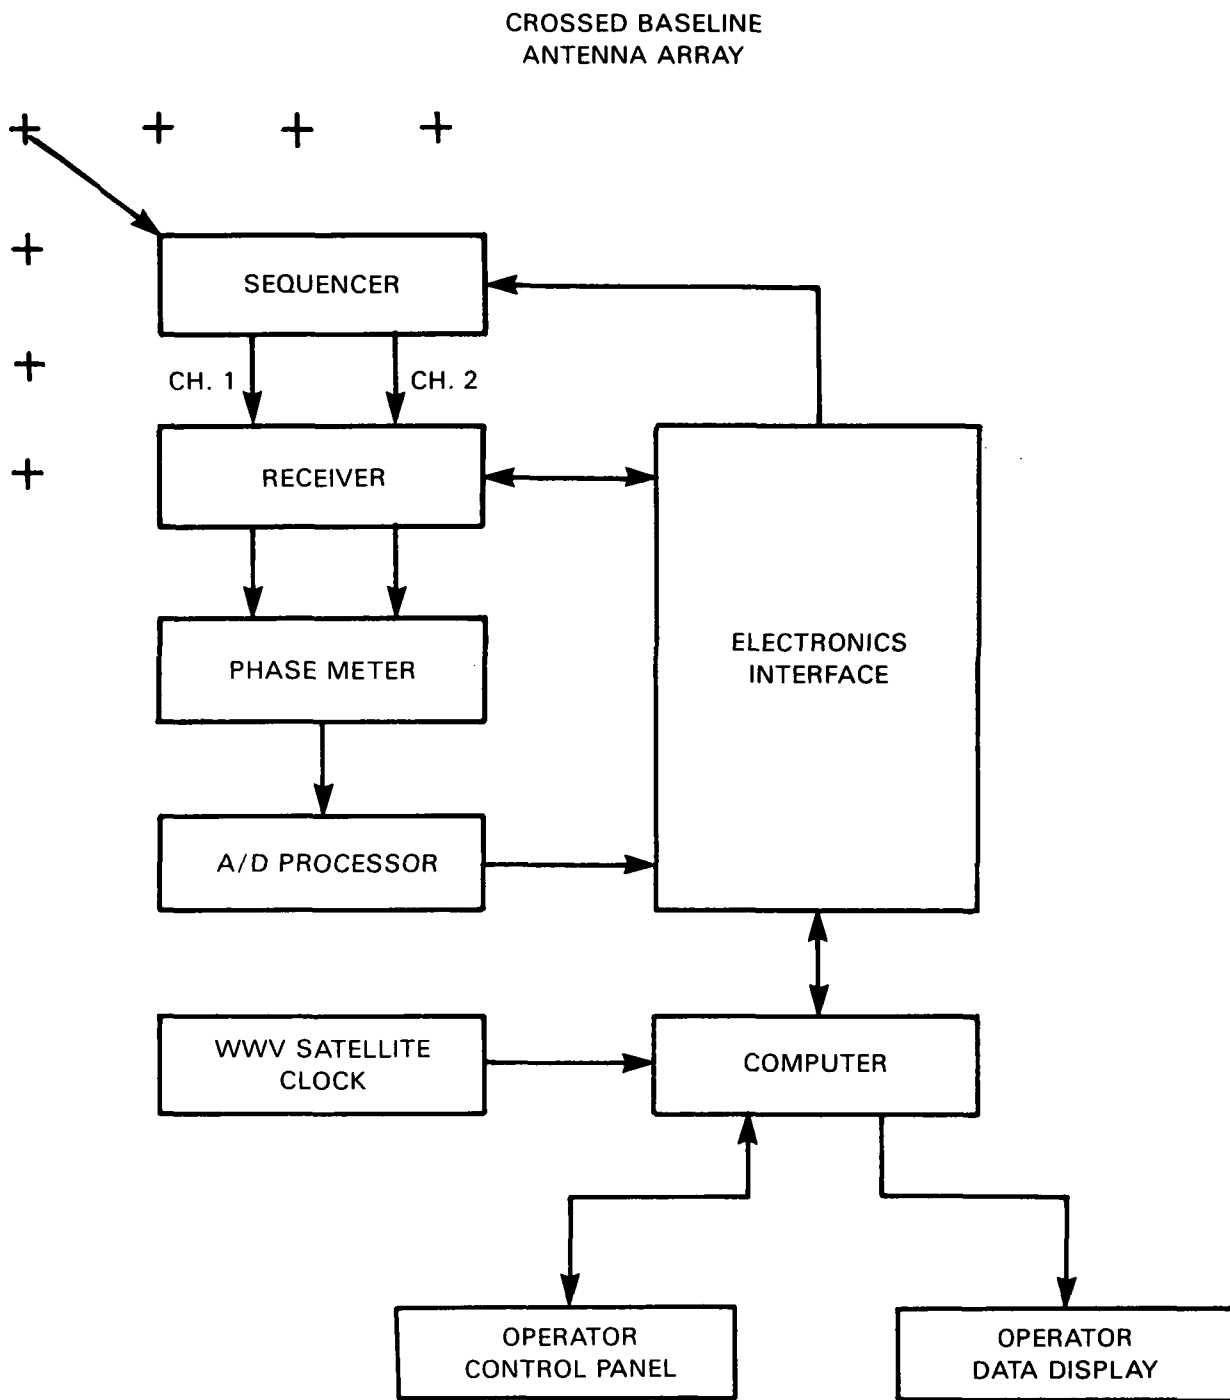 CROSSED BASELINE
ANTENNA ARRAY
SEQUENCER
CH. 1
CH. 2
RECEIVER
PHASE METER
ELECTRONICS
INTERFACE
A/D PROCESSOR
WWV SATELLITE
CLOCK
COMPUTER
OPERATOR
CONTROL PANEL
OPERATOR
DATA DISPLAY